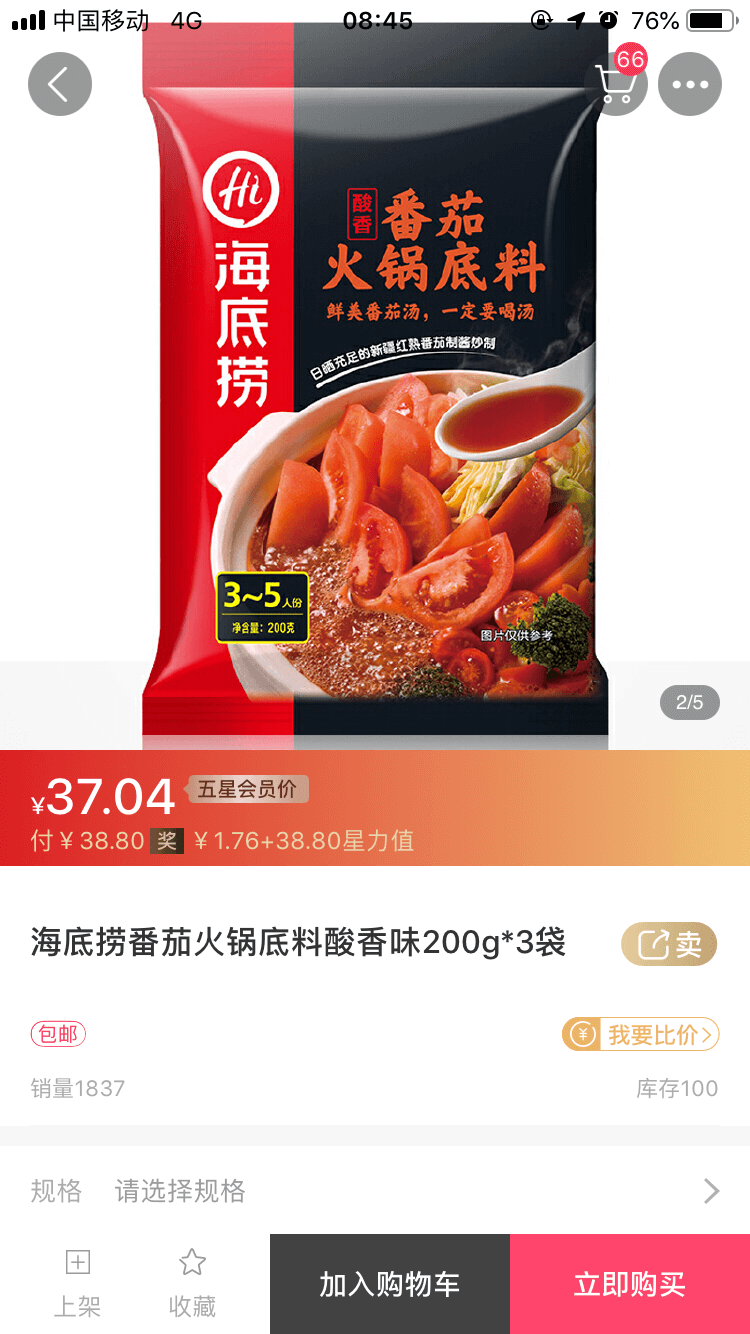 中国移动 4G 08:45 76%
66
Hi
海底捞
酸香
番茄
火锅底料
鲜美番茄汤，一定要喝汤
日晒充足的新疆红熟番茄制酱炒制
3~5人份
净含量：200克
图片仅供参考
2/5
¥37.04 五星会员价
付￥38.80 奖 ￥1.76+38.80星力值
海底捞番茄火锅底料酸香味200g*3袋
卖
包邮
我要比价
销量1837
库存100
规格 请选择规格
上架
收藏
加入购物车
立即购买